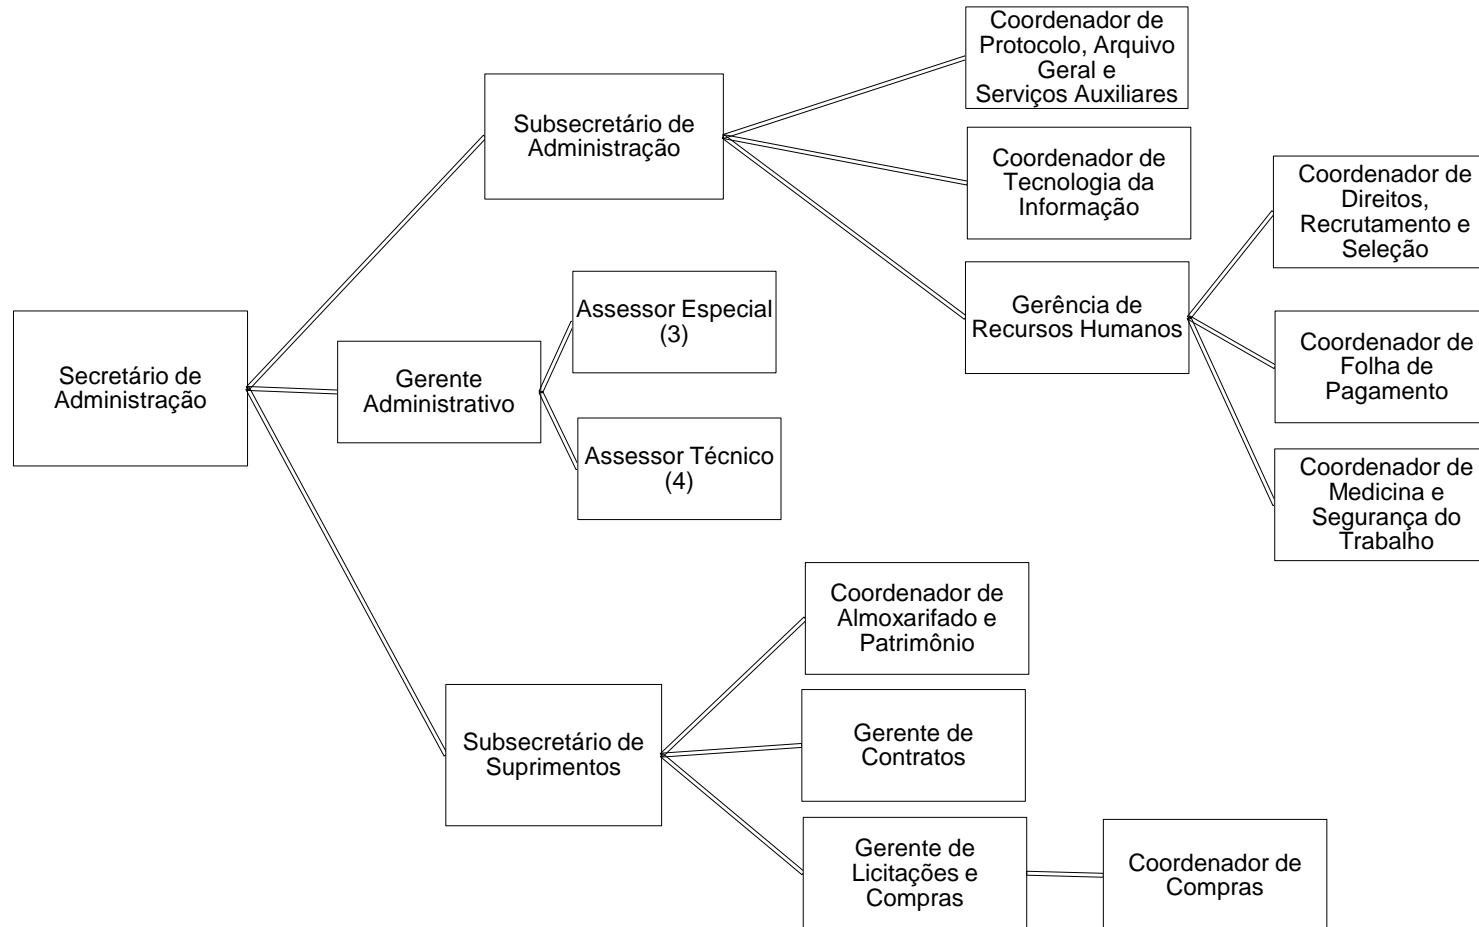 Coordenador de
Protocolo, Arquivo
Geral e
Serviços Auxiliares
Subsecretário de
Administração
Coordenador de
Tecnologia da
Informação
Coordenador de
Direitos,
Recrutamento e
Seleção
Gerência de
Recursos Humanos
Assessor Especial
(3)
Secretário de
Administração
Gerente
Administrativo
Coordenador de
Folha de
Pagamento
Assessor Técnico
(4)
Coordenador de
Medicina e
Segurança do
Trabalho
Coordenador de
Almoxarifado e
Patrimônio
Subsecretário de
Suprimentos
Gerente de
Contratos
Gerente de
Licitações e
Compras
Coordenador de
Compras